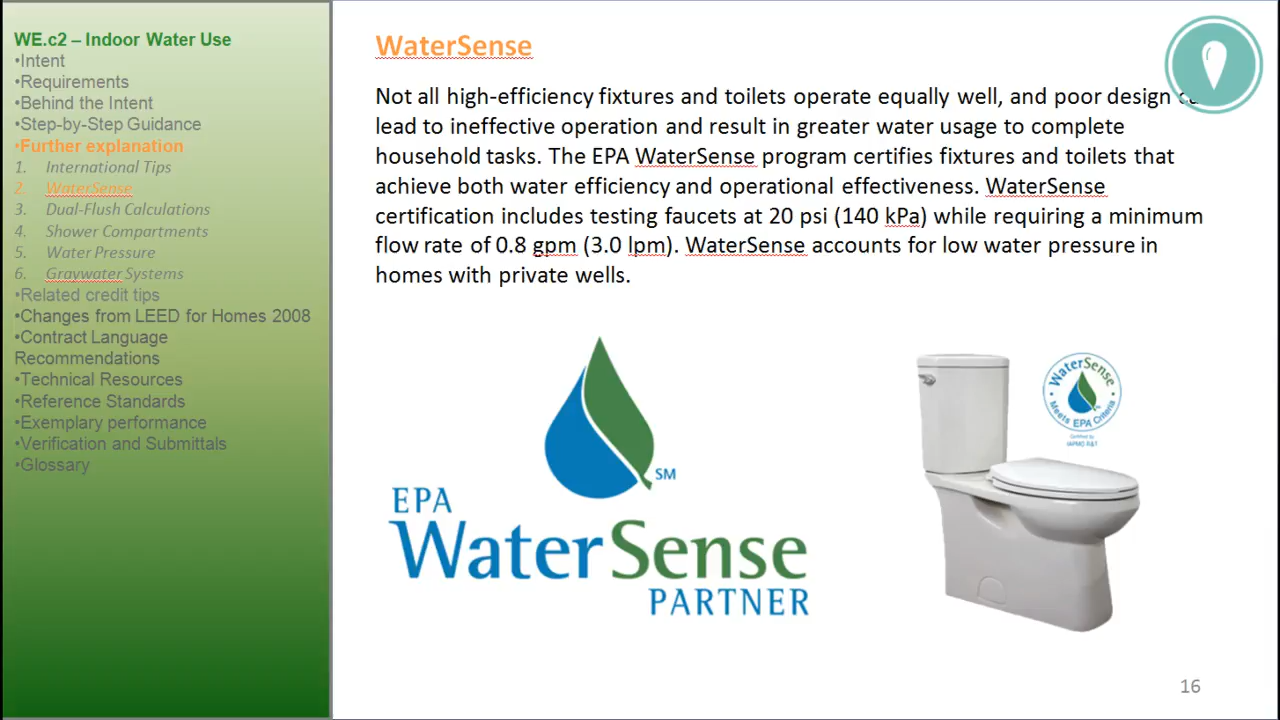 WE.c2 – Indoor Water Use
•Intent
•Requirements
•Behind the Intent
•Step-by-Step Guidance
•Further explanation
1. International Tips
2. WaterSense
3. Dual-Flush Calculations
4. Shower Compartments
5. Water Pressure
6. Graywater Systems
•Related credit tips
•Changes from LEED for Homes 2008
•Contract Language
Recommendations
•Technical Resources
•Reference Standards
•Exemplary performance
•Verification and Submittals
•Glossary
WaterSense
Not all high-efficiency fixtures and toilets operate equally well, and poor design
lead to ineffective operation and result in greater water usage to complete
household tasks. The EPA WaterSense program certifies fixtures and toilets that
achieve both water efficiency and operational effectiveness. WaterSense
certification includes testing faucets at 20 psi (140 kPa) while requiring a minimum
flow rate of 0.8 gpm (3.0 lpm). WaterSense accounts for low water pressure in
homes with private wells.
SM
EPA
WaterSense
PARTNER
WaterSense
Meets EPA Criteria
Certified by
IAPMO R&T
16